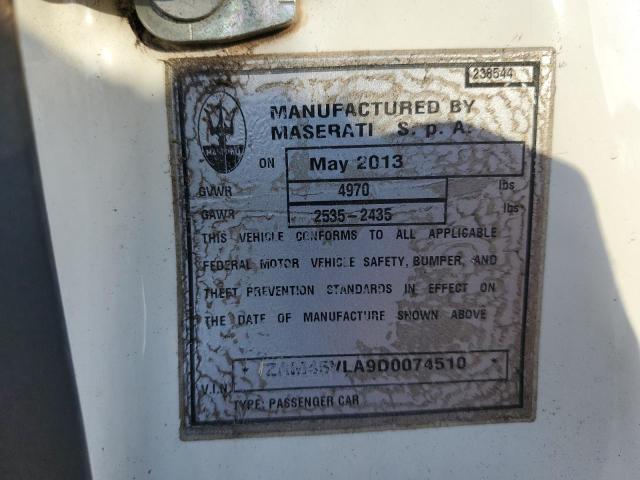 238544
MASERATI
MANUFACTURED BY
MASERATI S. p. A.
ON May 2013
GVWR 4970 lbs
GAWR 2535-2435 lbs
THIS VEHICLE CONFORMS TO ALL APPLICABLE
FEDERAL MOTOR VEHICLE SAFETY, BUMPER, AND
THEFT PREVENTION STANDARDS IN EFFECT ON
THE DATE OF MANUFACTURE SHOWN ABOVE
V.I.N. * ZAM45VLA9D0074510 *
TYPE: PASSENGER CAR